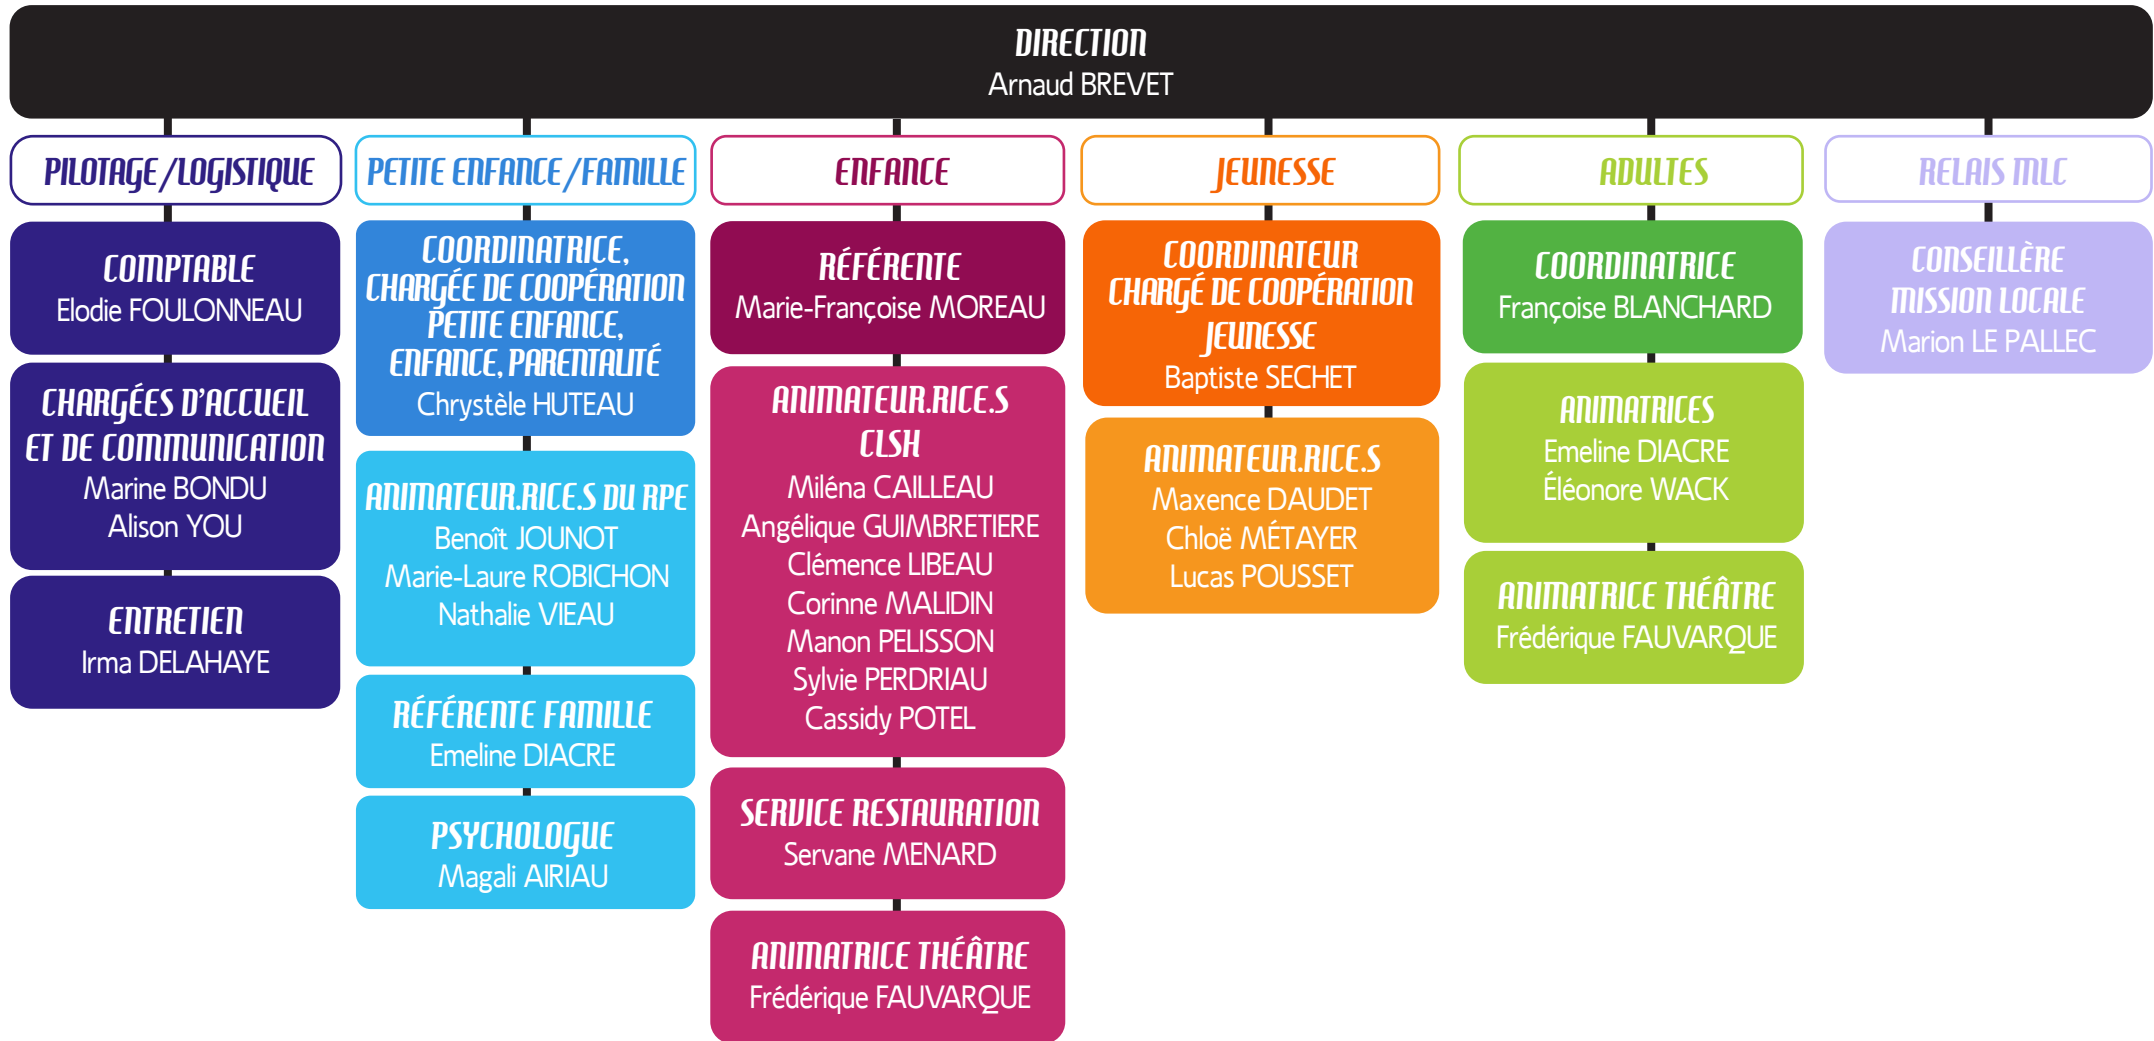 DIRECTION
Arnaud BREVET
PILOTAGE/LOGISTIQUE
COMPTABLE
Elodie FOULONNEAU
CHARGÉES D'ACCUEIL
ET DE COMMUNICATION
Marine BONDU
Alison YOU
ENTRETIEN
Irma DELAHAYE
PETITE ENFANCE/FAMILLE
COORDINATRICE,
CHARGÉE DE COOPÉRATION
PETITE ENFANCE,
ENFANCE, PARENTALITÉ
Chrystèle HUTEAU
ANIMATEUR.RICE.S DU RPE
Benoît JOUNOT
Marie-Laure ROBICHON
Nathalie VIEAU
RÉFÉRENTE FAMILLE
Emeline DIACRE
PSYCHOLOGUE
Magali AIRIAU
ENFANCE
RÉFÉRENTE
Marie-Françoise MOREAU
ANIMATEUR.RICE.S
CLSH
Miléna CAILLEAU
Angélique GUIMBRETIERE
Clémence LIBEAU
Corinne MALIDIN
Manon PELISSON
Sylvie PERDRIAU
Cassidy POTEL
SERVICE RESTAURATION
Servane MENARD
ANIMATRICE THÉÂTRE
Frédérique FAUVARQUE
JEUNESSE
COORDINATEUR
CHARGÉ DE COOPÉRATION
JEUNESSE
Baptiste SECHET
ANIMATEUR.RICE.S
Maxence DAUDET
Chloë MÉTAYER
Lucas POUSSET
ADULTES
COORDINATRICE
Françoise BLANCHARD
ANIMATRICES
Emeline DIACRE
Éléonore WACK
ANIMATRICE THÉÂTRE
Frédérique FAUVARQUE
RELAIS MLC
CONSEILLÈRE
MISSION LOCALE
Marion LE PALLEC